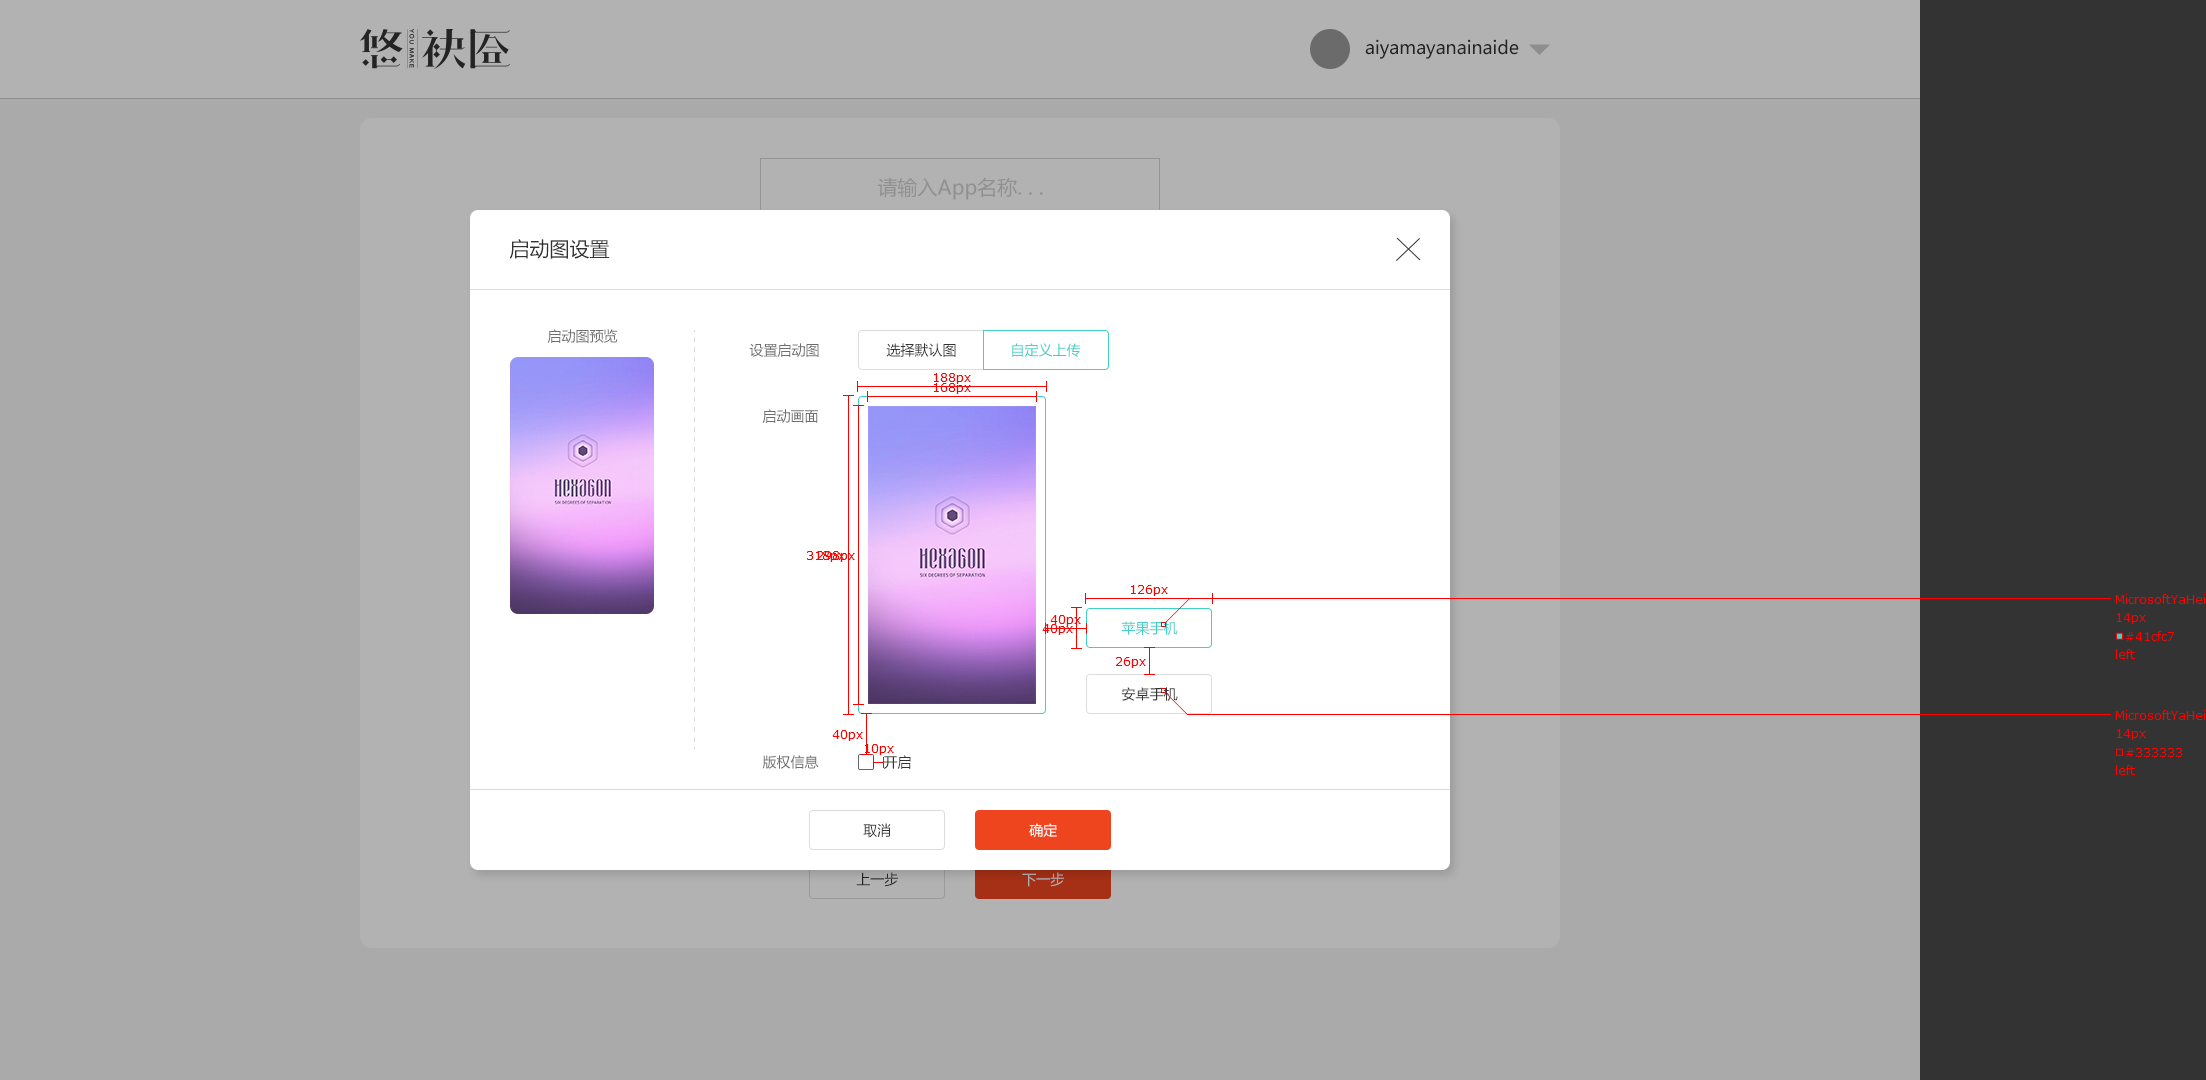 悠袂匼
YOU MAKE
aiyamayanainaide
请输入App名称...
启动图设置
启动图预览
设置启动图
选择默认图
自定义上传
188px
168px
启动画面
HEXAGON
SIX DEGREES OF SEPARATION
HEXAGON
SIX DEGREES OF SEPARATION
298px
126px
40px
40px
苹果手机
MicrosoftYaHei
14px
#41cfc7
left
26px
安卓手机
MicrosoftYaHei
14px
#333333
left
40px
10px
版权信息
开启
取消
确定
上一步
下一步